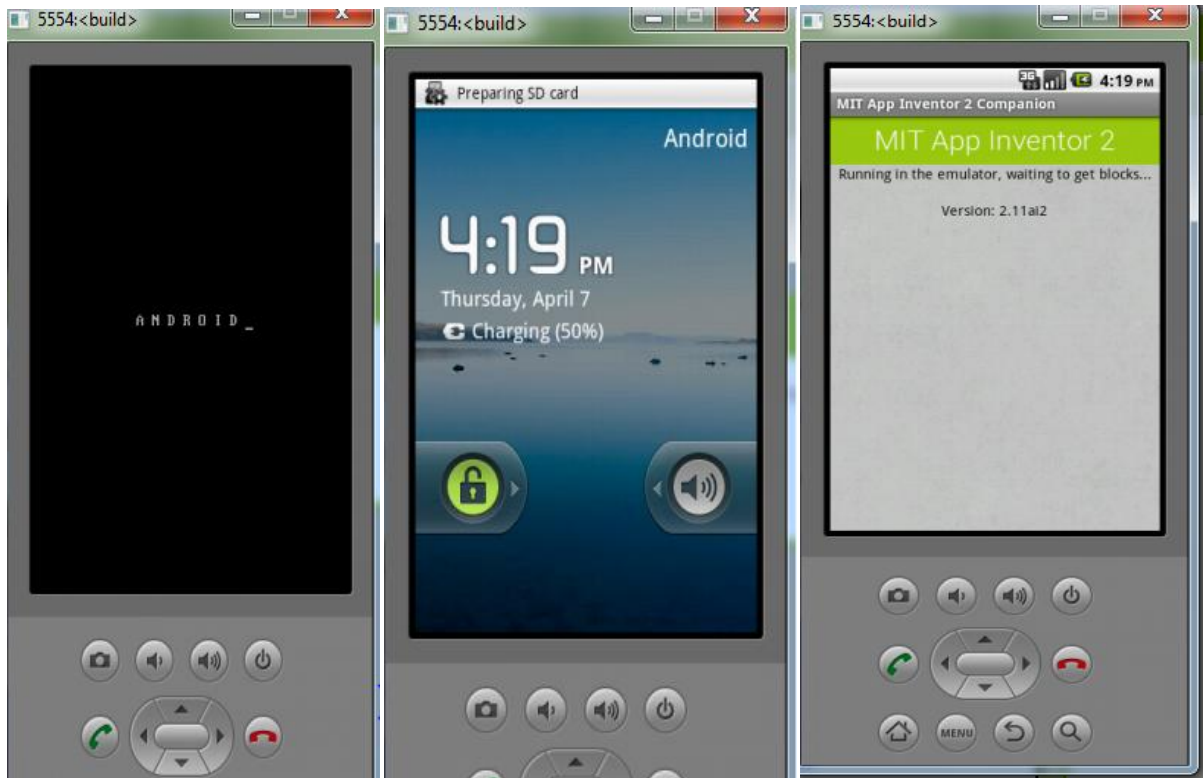 5554:<build>
ANDROID_
5554:<build>
Preparing SD card
Android
4:19 PM
Thursday, April 7
Charging (50%)
5554:<build>
3G 4:19 PM
MIT App Inventor 2 Companion
MIT App Inventor 2
Running in the emulator, waiting to get blocks...
Version: 2.11ai2
MENU